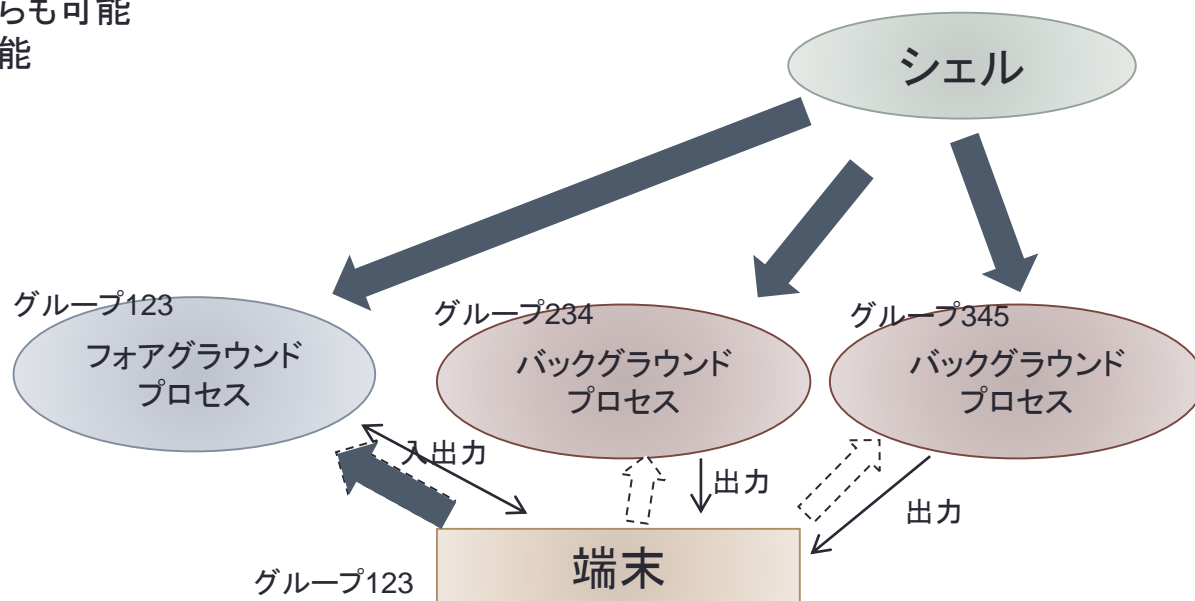 らも可能
能
シェル
グループ123
フォアグラウンド
プロセス
グループ234
バックグラウンド
プロセス
グループ345
バックグラウンド
プロセス
入出力
出力
出力
端末
グループ123